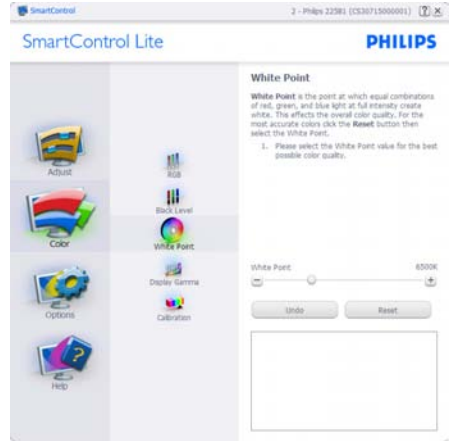 SmartControl
2 - Philips 225B1 (CS30715000001)
SmartControl Lite
PHILIPS
Adjust
Color
Options
Help
RGB
Black Level
White Point
Display Gamma
Calibration
White Point
White Point is the point at which equal combinations
of red, green, and blue light at full intensity create
white. This effects the overall color quality. For the
most accurate colors click the Reset button then
select the White Point.
1. Please select the White Point value for the best
possible color quality.
White Point 6500K
Undo Reset